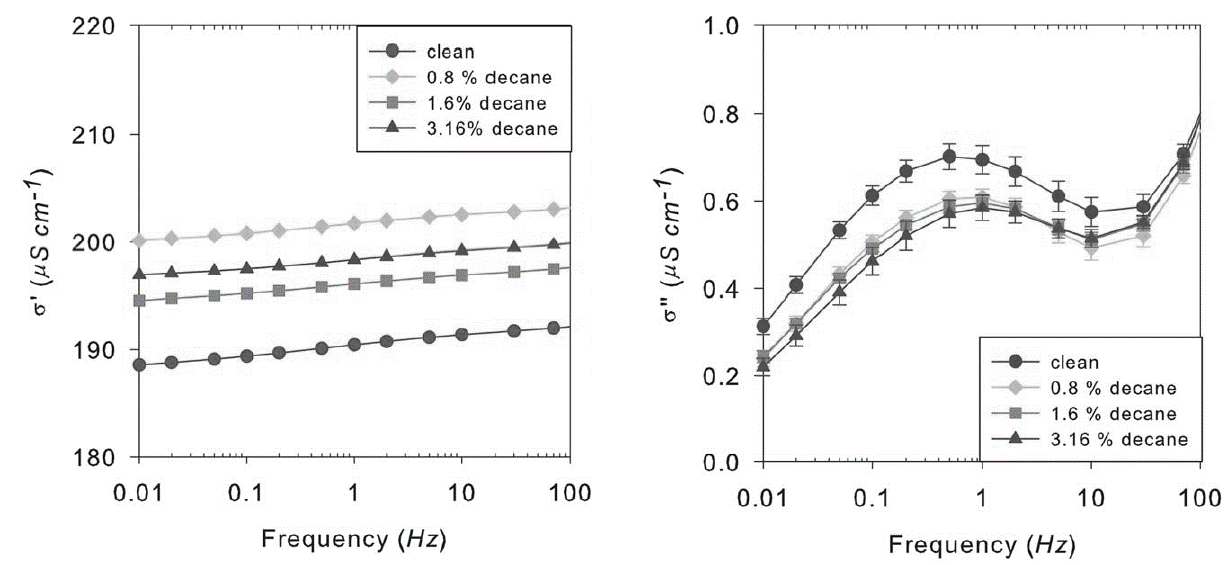 220
210
200
190
180
σ' (μS cm-1)
clean
0.8 % decane
1.6% decane
3.16% decane
0.01
0.1
1
10
100
Frequency (Hz)
1.0
0.8
0.6
0.4
0.2
0.0
σ" (μS cm-1)
clean
0.8 % decane
1.6 % decane
3.16 % decane
0.01
0.1
1
10
100
Frequency (Hz)